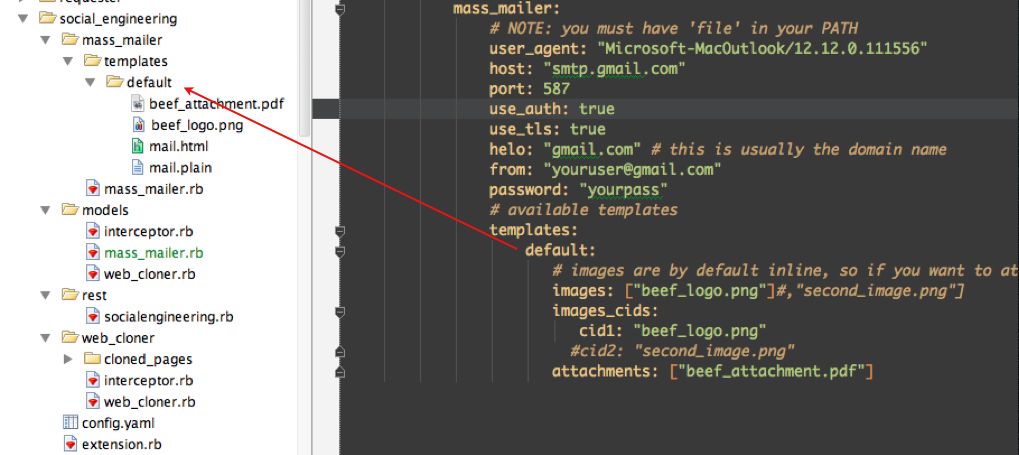 requester
social_engineering
mass_mailer
templates
default
beef_attachment.pdf
beef_logo.png
mail.html
mail.plain
mass_mailer.rb
models
interceptor.rb
mass_mailer.rb
web_cloner.rb
rest
socialengineering.rb
web_cloner
cloned_pages
interceptor.rb
web_cloner.rb
config.yaml
extension.rb
mass_mailer:
# NOTE: you must have 'file' in your PATH
user_agent: "Microsoft-MacOutlook/12.12.0.111556"
host: "smtp.gmail.com"
port: 587
use_auth: true
use_tls: true
helo: "gmail.com" # this is usually the domain name
from: "youruser@gmail.com"
password: "yourpass"
# available templates
templates:
default:
# images are by default inline, so if you want to at
images: ["beef_logo.png"]#,"second_image.png"]
images_cids:
cid1: "beef_logo.png"
#cid2: "second_image.png"
attachments: ["beef_attachment.pdf"]